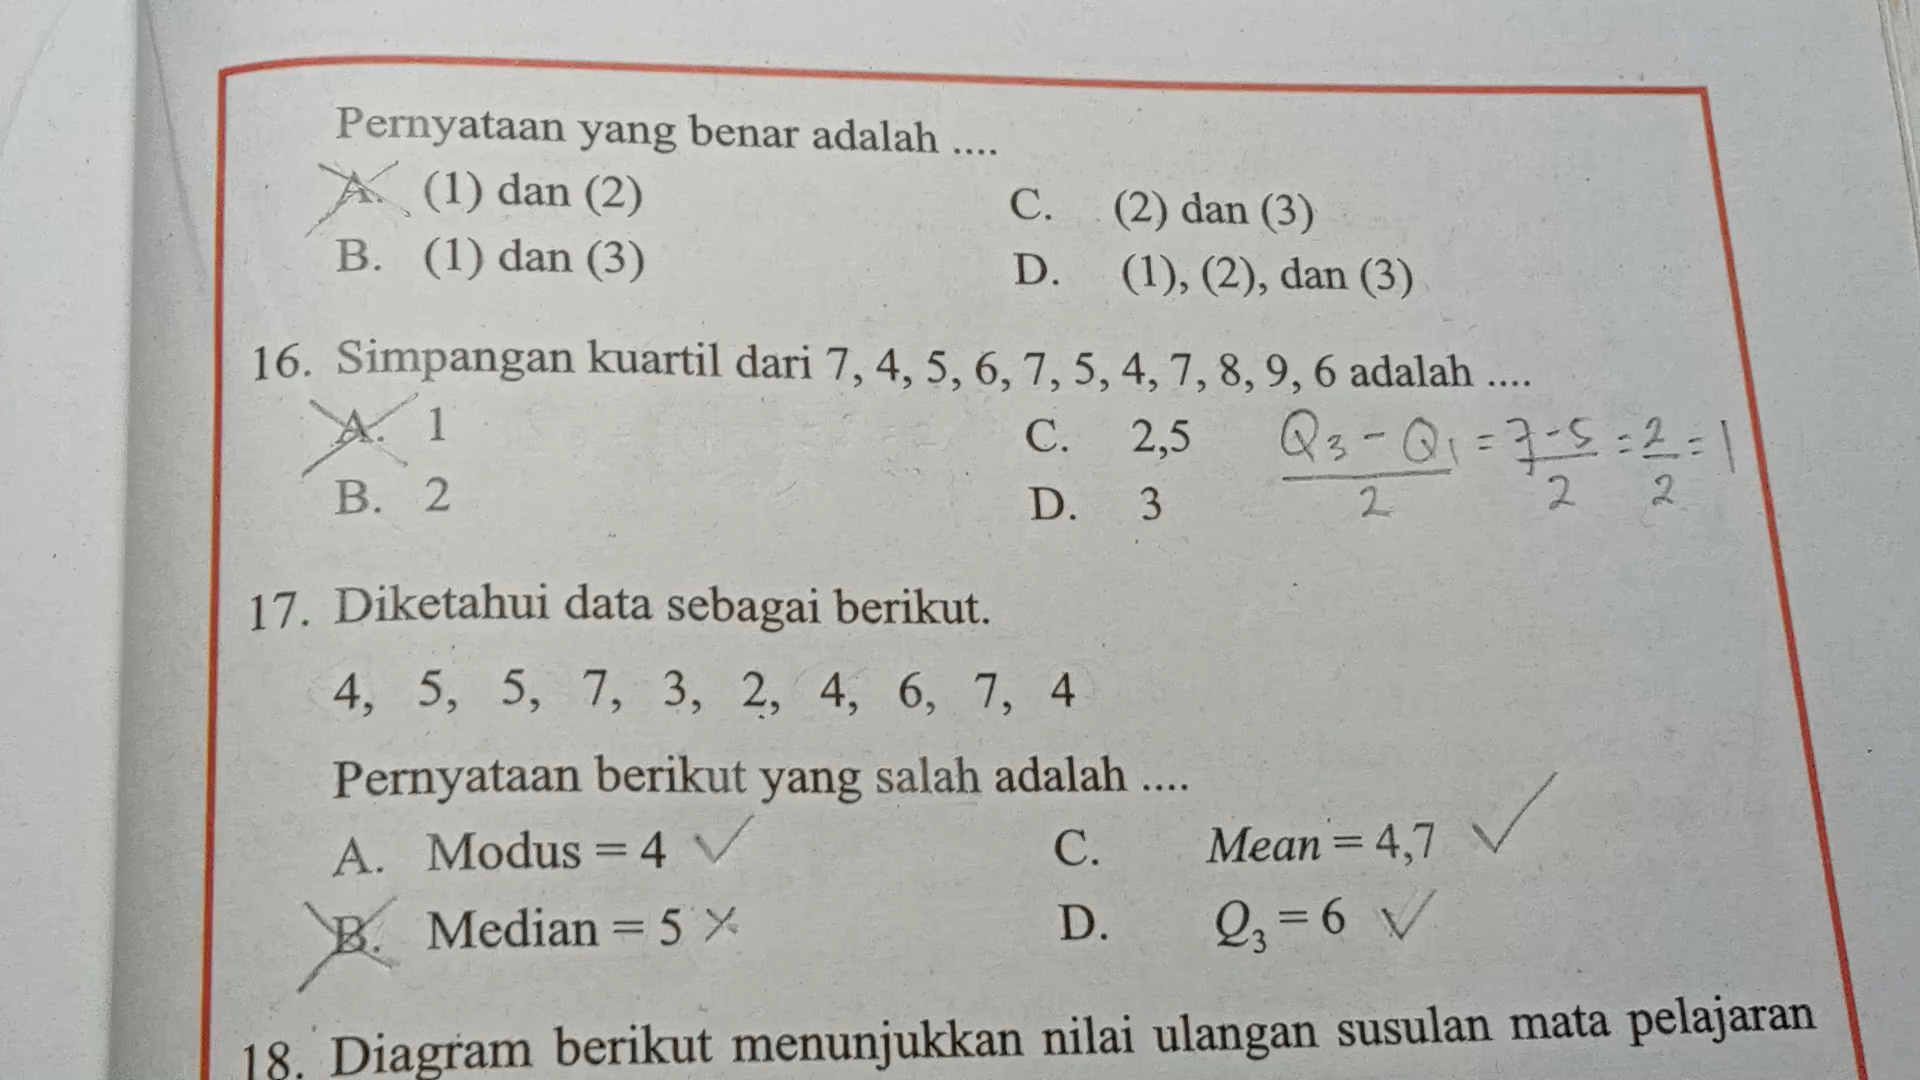 Pernyataan yang benar adalah ....
A. (1) dan (2)
C. (2) dan (3)
B. (1) dan (3)
D. (1), (2), dan (3)
16. Simpangan kuartil dari 7, 4, 5, 6, 7, 5, 4, 7, 8, 9, 6 adalah ....
A. 1
C. 2,5
B. 2
D. 3
Q3 - Q1 / 2 = 7-5 / 2 = 2 / 2 = 1
17. Diketahui data sebagai berikut.
4, 5, 5, 7, 3, 2, 4, 6, 7, 4
Pernyataan berikut yang salah adalah ....
A. Modus = 4 ✓
C. Mean = 4,7 ✓
B. Median = 5 ×
D. Q₃ = 6 ✓
18. Diagram berikut menunjukkan nilai ulangan susulan mata pelajaran